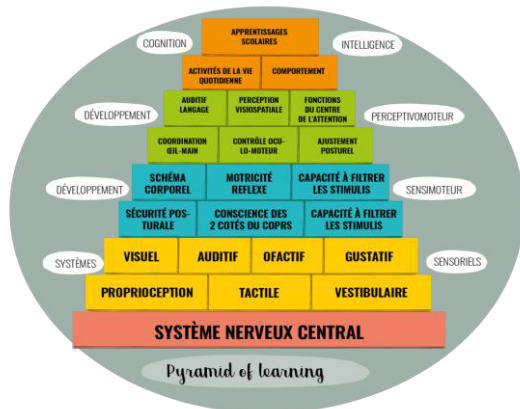 APPRENTISSAGES
SCOLAIRES
COGNITION
INTELLIGENCE
ACTIVITÉS DE LA VIE
QUOTIDIENNE
COMPORTEMENT
AUDITIF
LANGAGE
PERCEPTION
VISIOSPATIALE
FONCTIONS
DU CENTRE
DE L'ATTENTION
DÉVELOPPEMENT
PERCEPTIVOMOTEUR
COORDINATION
ŒIL-MAIN
CONTRÔLE OCU-
LO-MOTEUR
AJUSTEMENT
POSTUREL
SCHÉMA
CORPOREL
MOTRICITÉ
REFLEXE
CAPACITÉ À FILTRER
LES STIMULIS
DÉVELOPPEMENT
SENSIMOTEUR
SÉCURITÉ POS-
TURALE
CONSCIENCE DES
2 COTÉS DU COPRS
CAPACITÉ À FILTRER
LES STIMULIS
VISUEL
AUDITIF
OFACTIF
GUSTATIF
SYSTÈMES
SENSORIELS
PROPRIOCEPTION
TACTILE
VESTIBULAIRE
SYSTÈME NERVEUX CENTRAL
Pyramid of learning